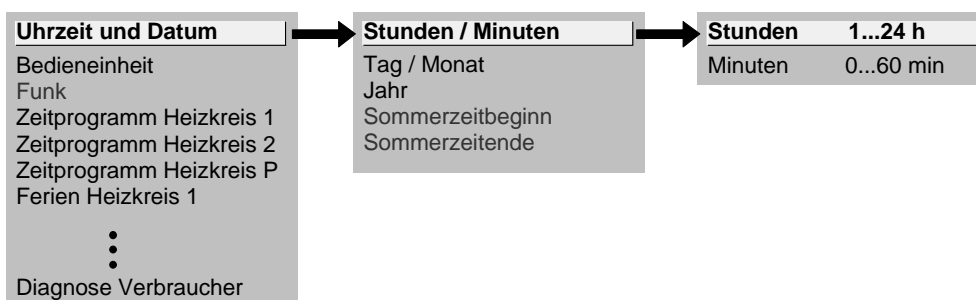 Uhrzeit und Datum
Bedieneinheit
Funk
Zeitprogramm Heizkreis 1
Zeitprogramm Heizkreis 2
Zeitprogramm Heizkreis P
Ferien Heizkreis 1
Diagnose Verbraucher
Stunden / Minuten
Tag / Monat
Jahr
Sommerzeitbeginn
Sommerzeitende
Stunden 1...24 h
Minuten 0...60 min